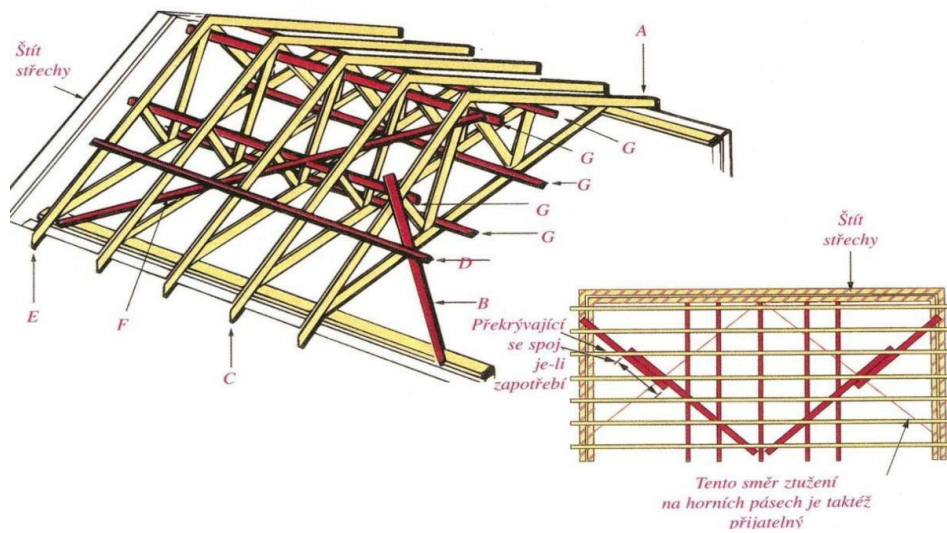 Štít
střechy
A
G
G
G
G
G
D
B
E
F
C
Štít
střechy
Překrývající
se spoj,
je-li
zapotřebí
Tento směr ztužení
na horních pásech je taktéž
přijatelný